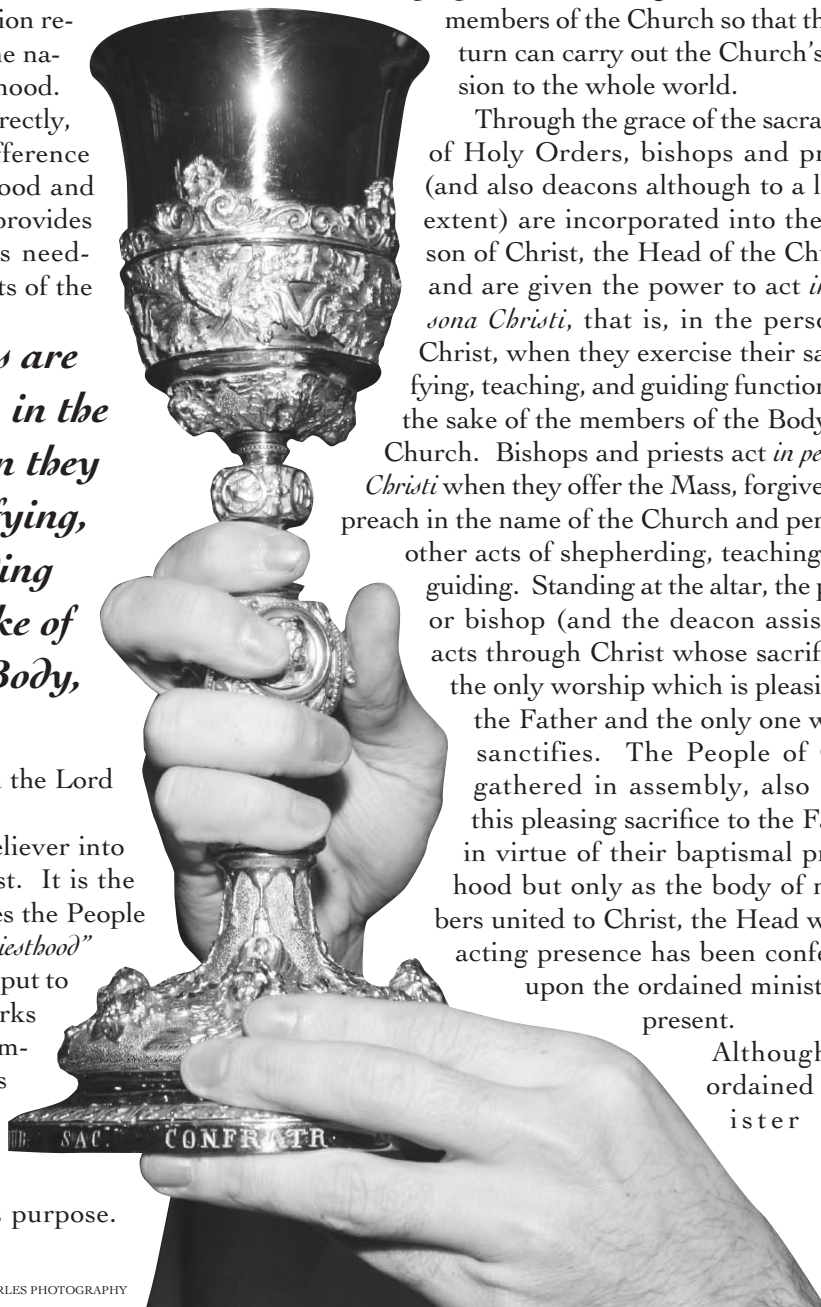 ion re-
ne na-
hood.
rectly,
fference
ood and
provides
s need-
ts of the
s are
in the
n they
fying,
ding
ke of
Body,
the Lord
eliever into
st. It is the
es the People
iesthood"
put to
rks
m-
s
s purpose.
RLES PHOTOGRAPHY
SAC. CONFRATR.
members of the Church so that th
turn can carry out the Church's
sion to the whole world.
Through the grace of the sacra
of Holy Orders, bishops and pr
(and also deacons although to a l
extent) are incorporated into the
son of Christ, the Head of the Chu
and are given the power to act in
sona Christi, that is, in the perso
Christ, when they exercise their sa
fying, teaching, and guiding function
the sake of the members of the Body
Church. Bishops and priests act in pe
Christi when they offer the Mass, forgive
preach in the name of the Church and per
other acts of shepherding, teaching
guiding. Standing at the altar, the p
or bishop (and the deacon assis
acts through Christ whose sacrif
the only worship which is pleasi
the Father and the only one w
sanctifies. The People of
gathered in assembly, also
this pleasing sacrifice to the Fa
in virtue of their baptismal pr
hood but only as the body of m
bers united to Christ, the Head w
acting presence has been confe
upon the ordained minist
present.
Although
ordained
ister